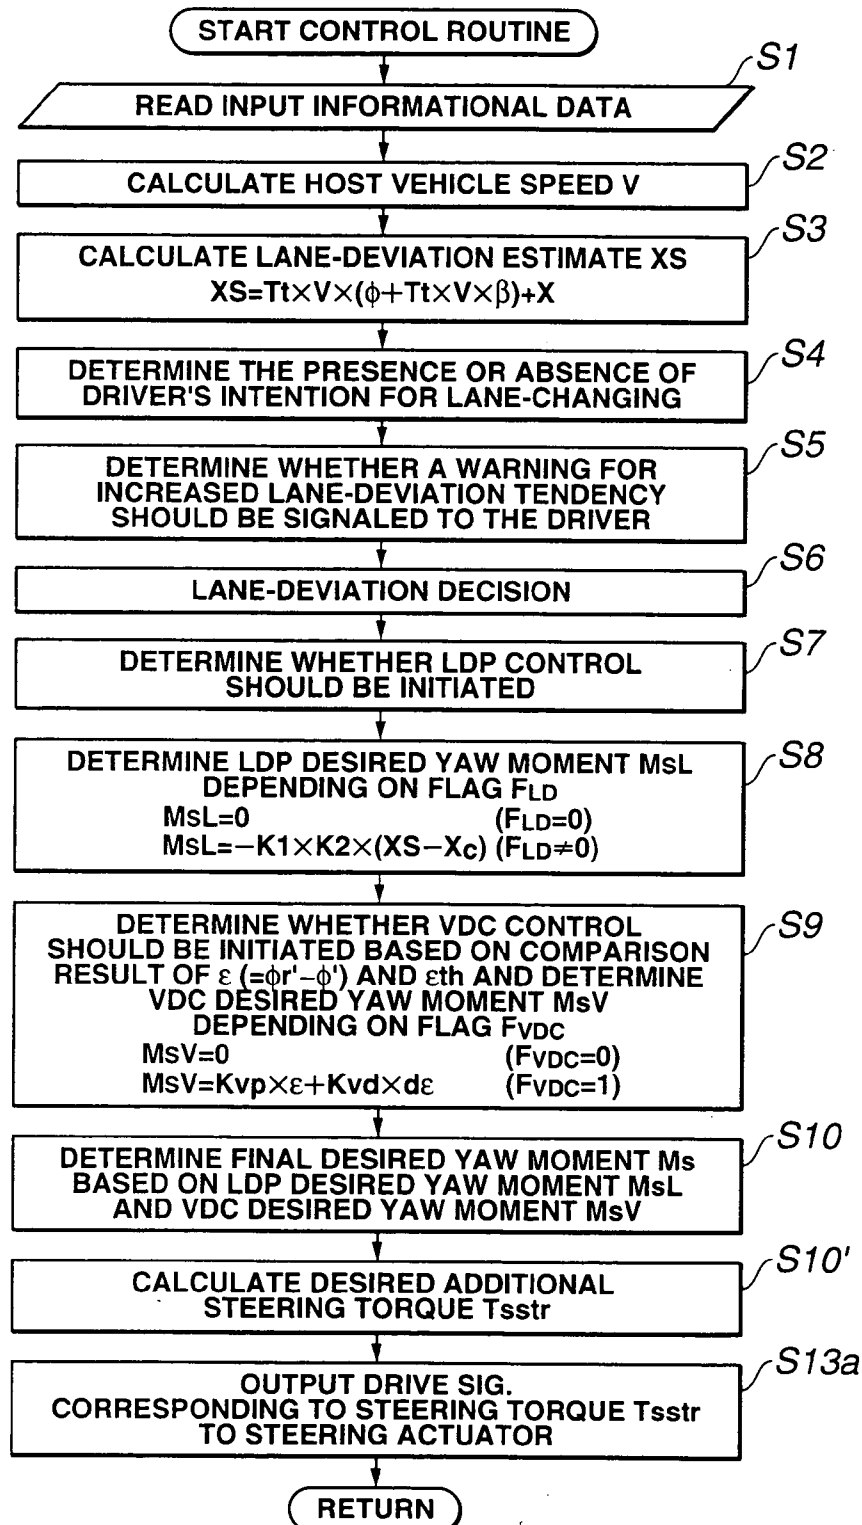 START CONTROL ROUTINE
S1
READ INPUT INFORMATIONAL DATA
S2
CALCULATE HOST VEHICLE SPEED V
S3
CALCULATE LANE-DEVIATION ESTIMATE XS
XS=Tt×V×(ϕ+Tt×V×β)+X
S4
DETERMINE THE PRESENCE OR ABSENCE OF
DRIVER'S INTENTION FOR LANE-CHANGING
S5
DETERMINE WHETHER A WARNING FOR
INCREASED LANE-DEVIATION TENDENCY
SHOULD BE SIGNALED TO THE DRIVER
S6
LANE-DEVIATION DECISION
S7
DETERMINE WHETHER LDP CONTROL
SHOULD BE INITIATED
S8
DETERMINE LDP DESIRED YAW MOMENT MsL
DEPENDING ON FLAG FLD
MsL=0 (FLD=0)
MsL=−K1×K2×(XS−Xc) (FLD≠0)
S9
DETERMINE WHETHER VDC CONTROL
SHOULD BE INITIATED BASED ON COMPARISON
RESULT OF ε (=ϕr'−ϕ') AND εth AND DETERMINE
VDC DESIRED YAW MOMENT MsV
DEPENDING ON FLAG FVDC
MsV=0 (FVDC=0)
MsV=Kvp×ε+Kvd×dε (FVDC=1)
S10
DETERMINE FINAL DESIRED YAW MOMENT Ms
BASED ON LDP DESIRED YAW MOMENT MsL
AND VDC DESIRED YAW MOMENT MsV
S10'
CALCULATE DESIRED ADDITIONAL
STEERING TORQUE Tsstr
S13a
OUTPUT DRIVE SIG.
CORRESPONDING TO STEERING TORQUE Tsstr
TO STEERING ACTUATOR
RETURN